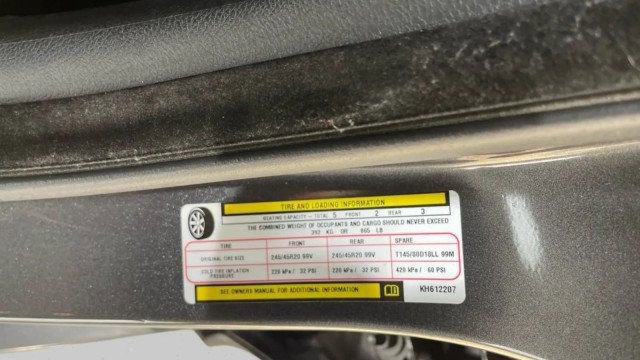 TIRE AND LOADING INFORMATION
SEATING CAPACITY - TOTAL 5 FRONT 2 REAR 3
THE COMBINED WEIGHT OF OCCUPANTS AND CARGO SHOULD NEVER EXCEED
392 KG OR 865 LB
TIRE FRONT REAR SPARE
ORIGINAL TIRE SIZE 245/45R20 99V 245/45R20 99V T145/80D18LL 99M
COLD TIRE INFLATION PRESSURE 220 kPa / 32 PSI 220 kPa / 32 PSI 420 kPa / 60 PSI
SEE OWNERS MANUAL FOR ADDITIONAL INFORMATION KH612207